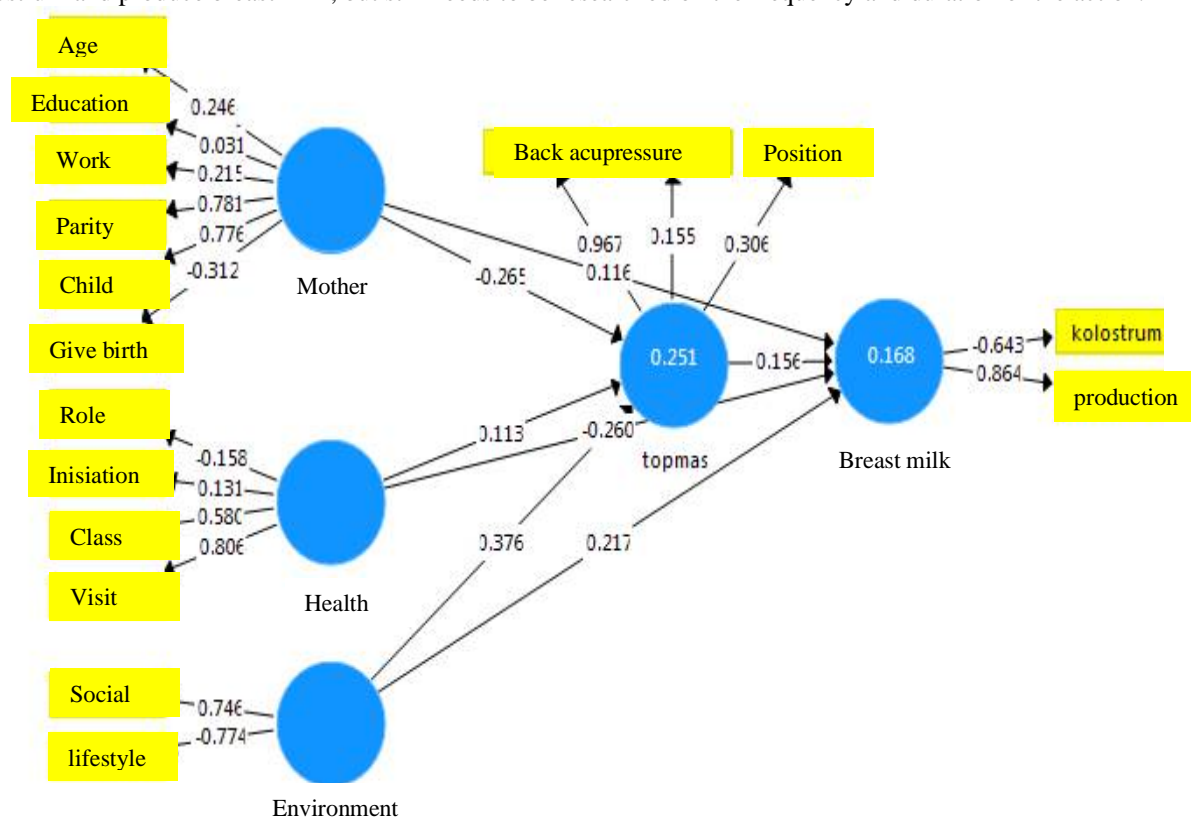 Age
Education
Work
Parity
Child
Give birth
0.246
0.031
0.215
0.781
0.776
-0.312
Mother
Role
Inisiation
Class
Visit
-0.158
0.131
0.580
0.806
Health
Social
lifestyle
0.746
-0.774
Environment
Back acupressure
Position
0.967
0.155
0.306
-0.265
0.116
0.113
-0.260
0.376
0.217
0.251
topmas
0.156
0.168
Breast milk
-0.643
0.864
kolostrum
production